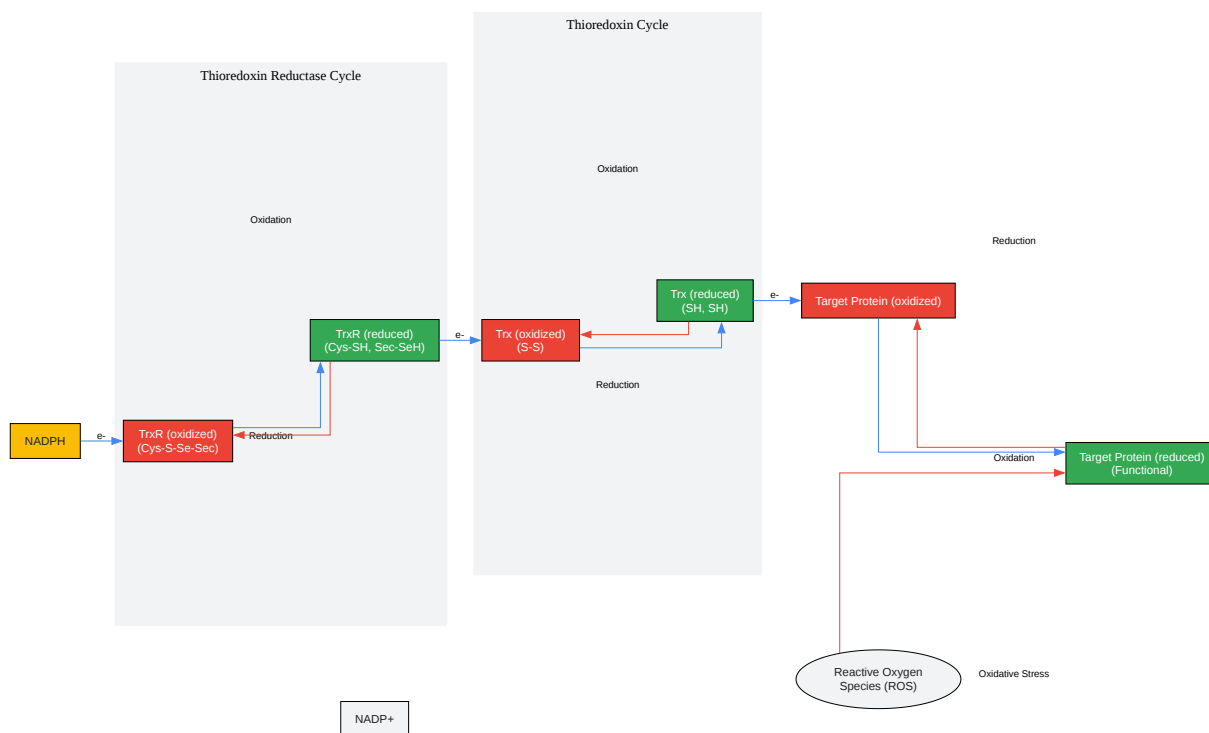 Thioredoxin Cycle
Thioredoxin Reductase Cycle
Oxidation
Oxidation
Reduction
Trx (reduced)
(SH, SH)
e-
Target Protein (oxidized)
TrxR (reduced)
(Cys-SH, Sec-SeH)
e-
Trx (oxidized)
(S-S)
Reduction
NADPH
e-
TrxR (oxidized)
(Cys-S-Se-Sec)
Reduction
Oxidation
Target Protein (reduced)
(Functional)
Reactive Oxygen
Species (ROS)
Oxidative Stress
NADP+